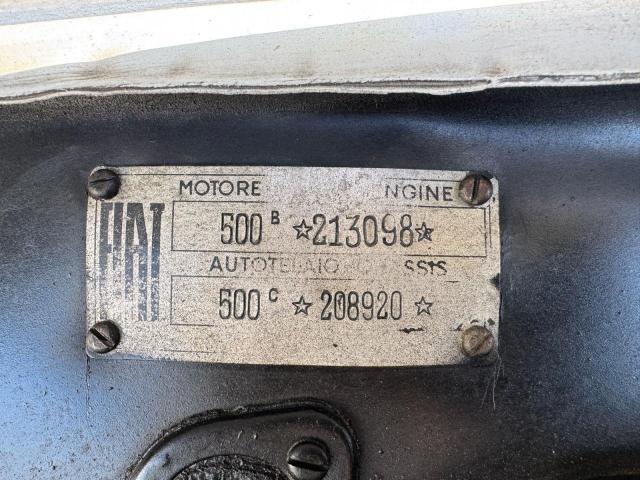 FIAT
MOTORE NGINE
500 B ☆213098☆
AUTOTELAIO SSIS
500 C ☆ 208920 ☆